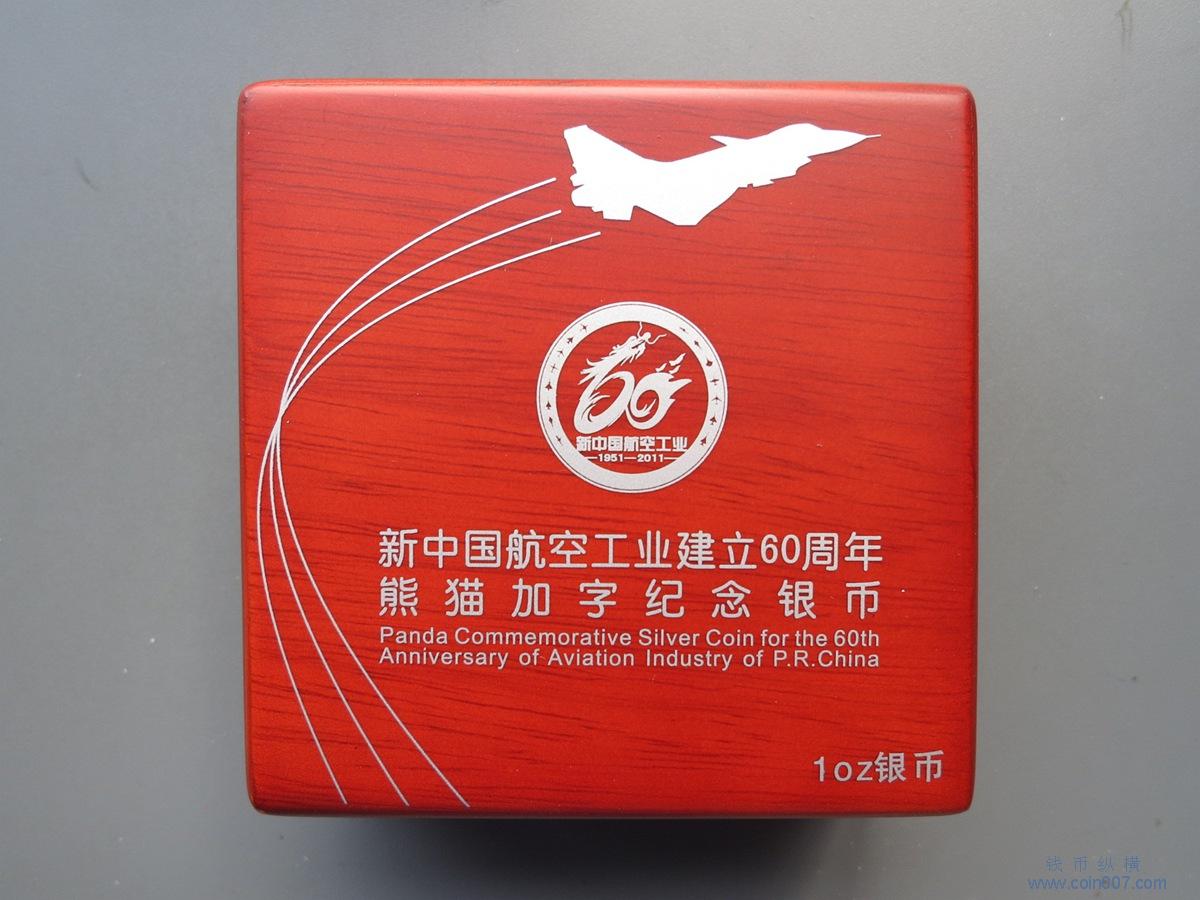 60
新中国航空工业
1951—2011
新中国航空工业建立60周年
熊猫加字纪念银币
Panda Commemorative Silver Coin for the 60th
Anniversary of Aviation Industry of P.R.China
1oz银币
钱币纵横
www.coin807.com